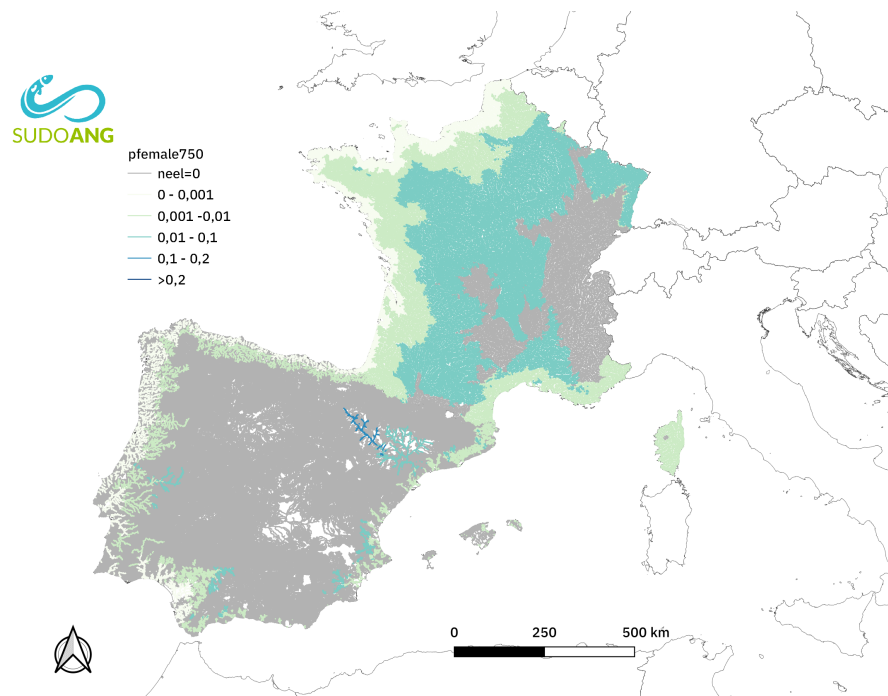 SUDOANG
pfemale750
neel=0
0 - 0,001
0,001 -0,01
0,01 - 0,1
0,1 - 0,2
>0,2
0 250 500 km